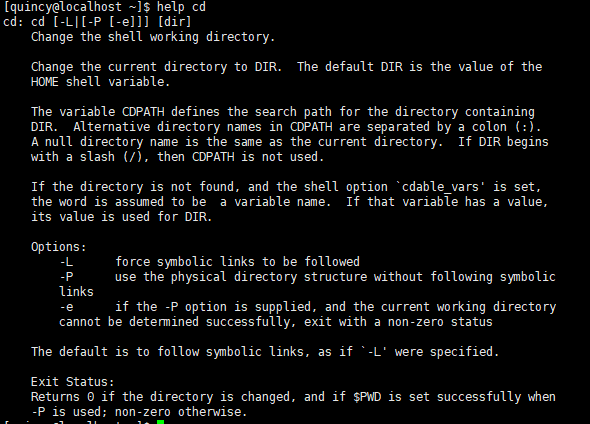 [quincy@localhost ~]$ help cd
cd: cd [-L|[-P [-e]]] [dir]
    Change the shell working directory.

    Change the current directory to DIR.  The default DIR is the value of the
    HOME shell variable.

    The variable CDPATH defines the search path for the directory containing
    DIR.  Alternative directory names in CDPATH are separated by a colon (:).
    A null directory name is the same as the current directory.  If DIR begins
    with a slash (/), then CDPATH is not used.

    If the directory is not found, and the shell option `cdable_vars' is set,
    the word is assumed to be  a variable name.  If that variable has a value,
    its value is used for DIR.

    Options:
        -L      force symbolic links to be followed
        -P      use the physical directory structure without following symbolic
        links
        -e      if the -P option is supplied, and the current working directory
        cannot be determined successfully, exit with a non-zero status

    The default is to follow symbolic links, as if `-L' were specified.

    Exit Status:
    Returns 0 if the directory is changed, and if $PWD is set successfully when
    -P is used; non-zero otherwise.